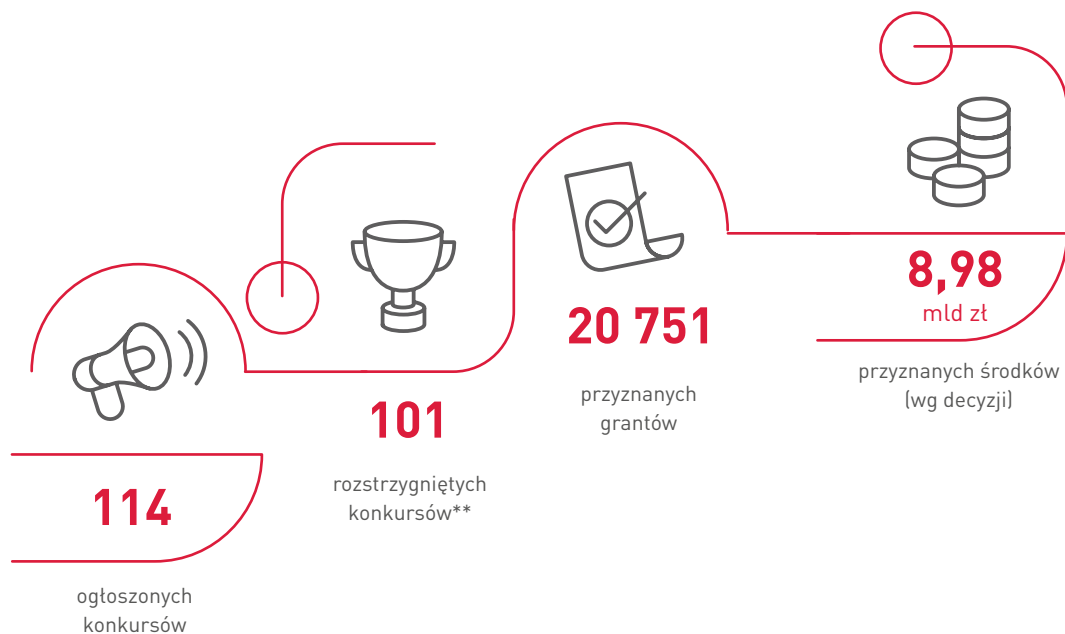 114
ogłoszonych
konkursów
101
rozstrzygniętych
konkursów**
20 751
przyznanych
grantów
8,98
mld zł
przyznanych środków
(wg decyzji)